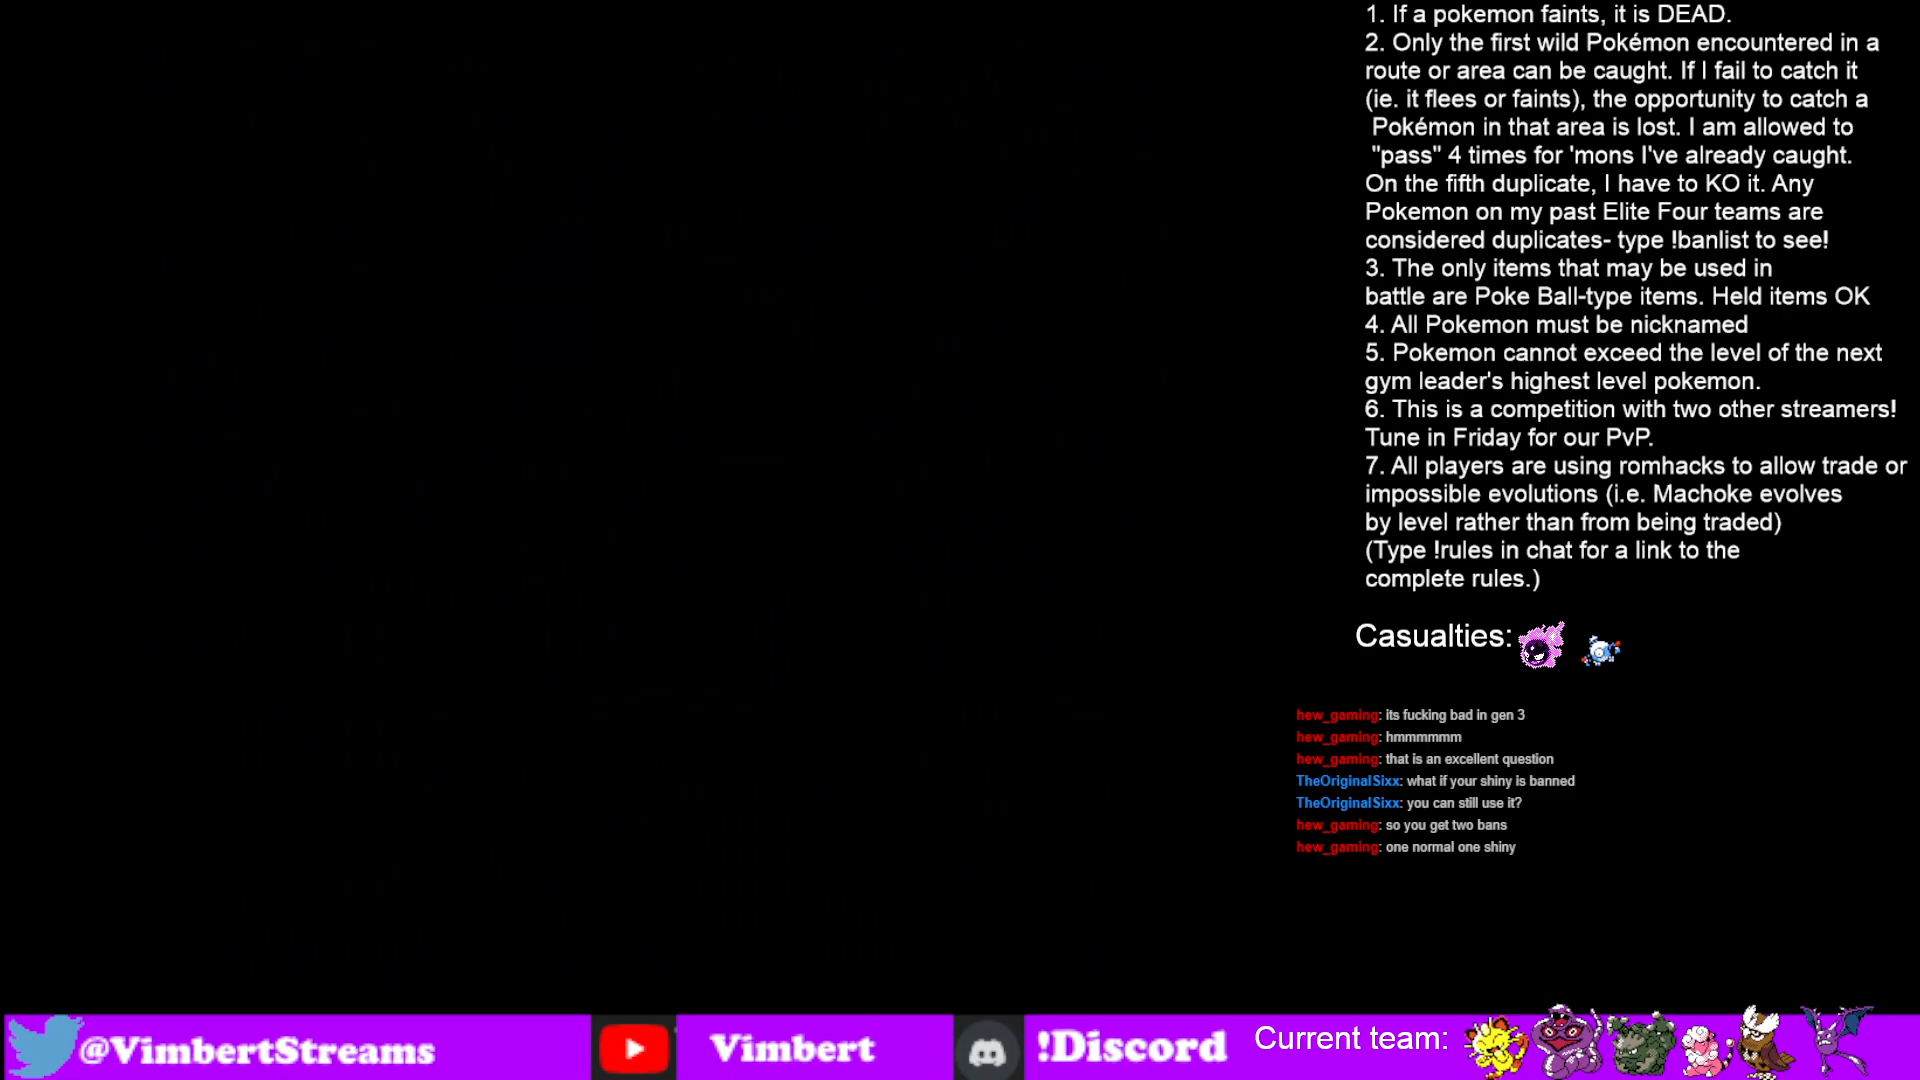 1. If a pokemon faints, it is DEAD.
2. Only the first wild Pokémon encountered in a
route or area can be caught. If I fail to catch it
(ie. it flees or faints), the opportunity to catch a
Pokémon in that area is lost. I am allowed to
"pass" 4 times for 'mons I've already caught.
On the fifth duplicate, I have to KO it. Any
Pokemon on my past Elite Four teams are
considered duplicates- type !banlist to see!
3. The only items that may be used in
battle are Poke Ball-type items. Held items OK
4. All Pokemon must be nicknamed
5. Pokemon cannot exceed the level of the next
gym leader's highest level pokemon.
6. This is a competition with two other streamers!
Tune in Friday for our PvP.
7. All players are using romhacks to allow trade or
impossible evolutions (i.e. Machoke evolves
by level rather than from being traded)
(Type !rules in chat for a link to the
complete rules.)
Casualties:
hew_gaming: its fucking bad in gen 3
hew_gaming: hmmmmmm
hew_gaming: that is an excellent question
TheOriginalSixx: what if your shiny is banned
TheOriginalSixx: you can still use it?
hew_gaming: so you get two bans
hew_gaming: one normal one shiny
@VimbertStreams
Vimbert
!Discord
Current team: